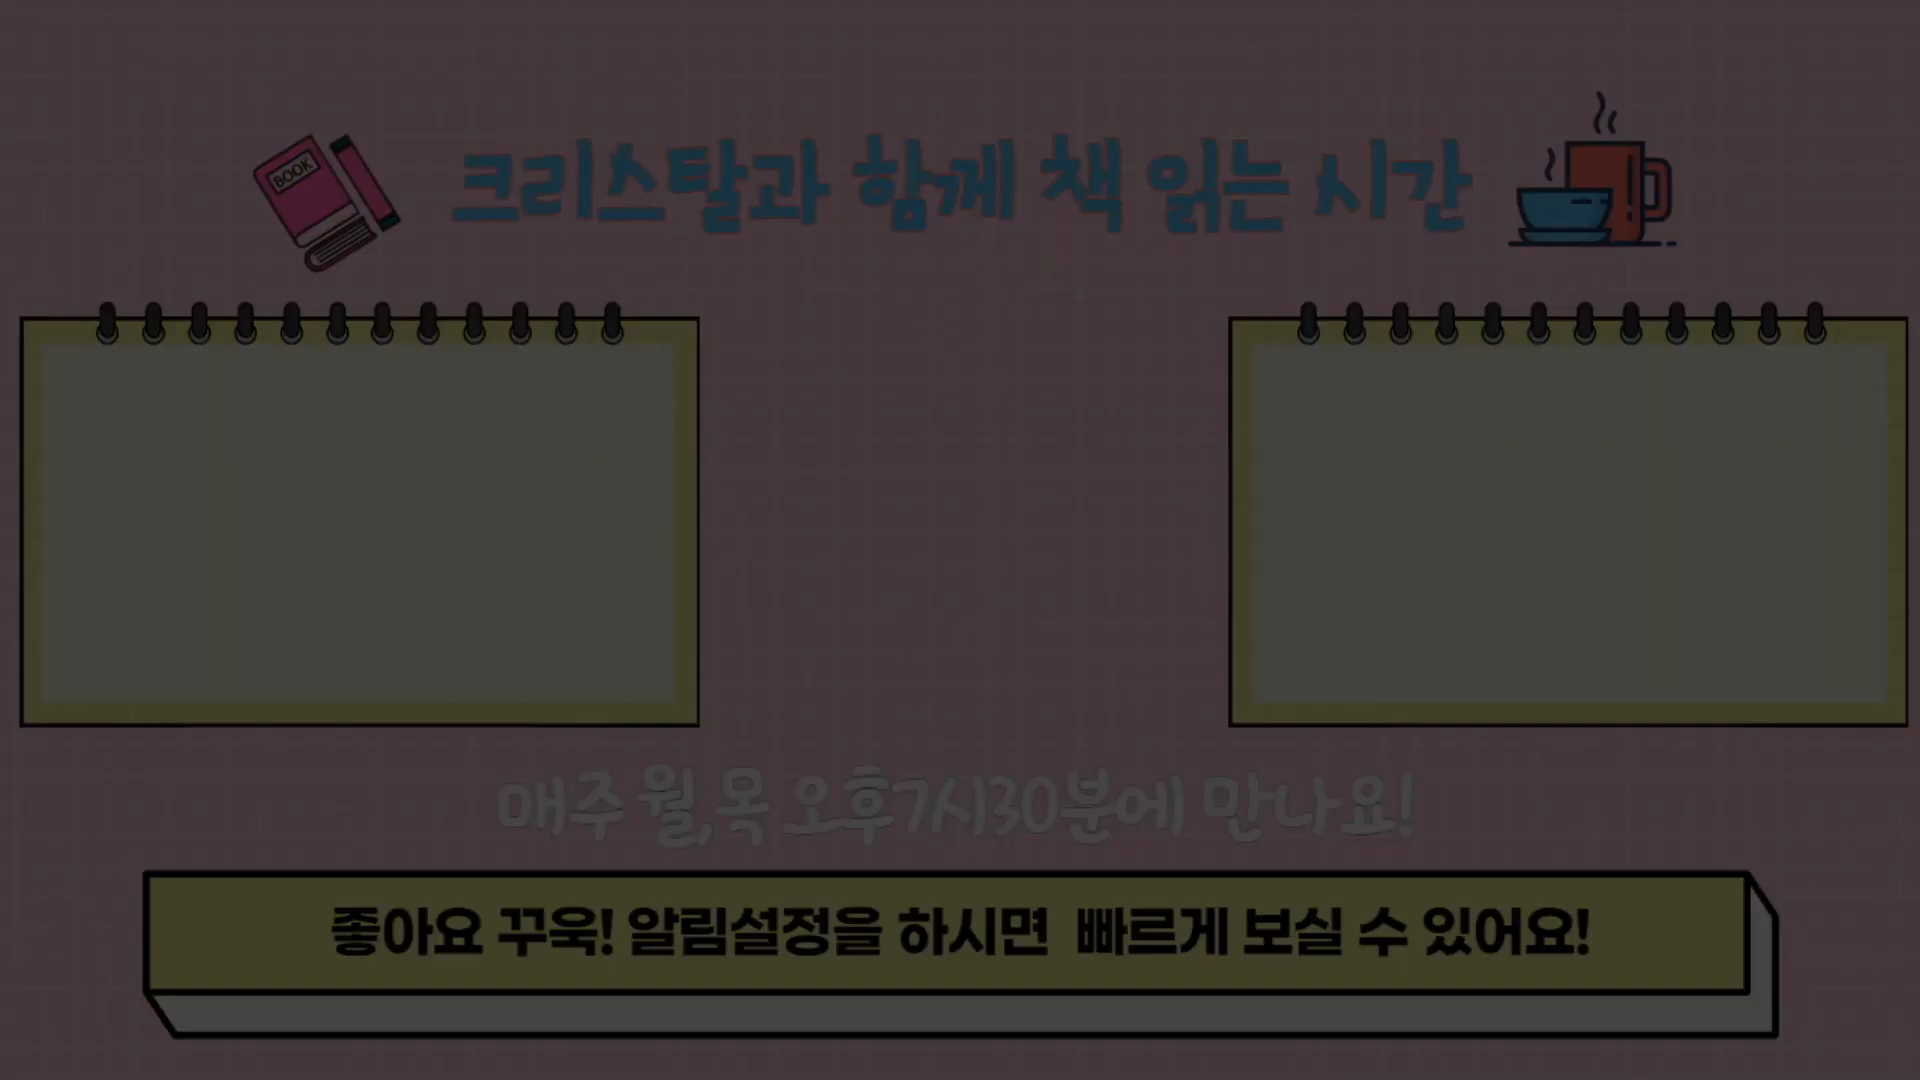 BOOK
크리스탈과 함께 책 읽는 시간
매주 월,목 오후7시30분에 만나요!
좋아요 꾸욱! 알림설정을 하시면 빠르게 보실 수 있어요!